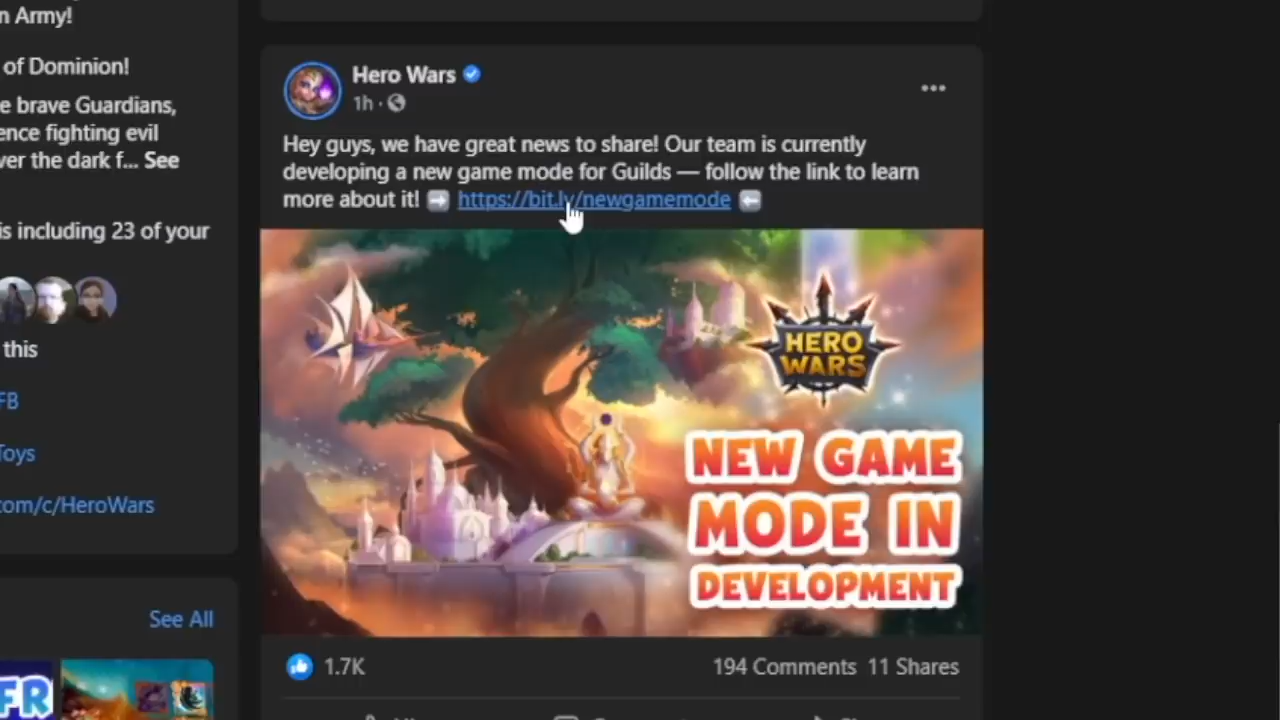 n Army!
of Dominion!
e brave Guardians,
ence fighting evil
ver the dark f... See
is including 23 of your
this
FB
Toys
com/c/HeroWars
See All
FR
Hero Wars
1h ·
Hey guys, we have great news to share! Our team is currently
developing a new game mode for Guilds — follow the link to learn
more about it! ➡ https://bit.ly/newgamemode ⬅
HERO
WARS
NEW GAME
MODE IN
DEVELOPMENT
1.7K
194 Comments 11 Shares